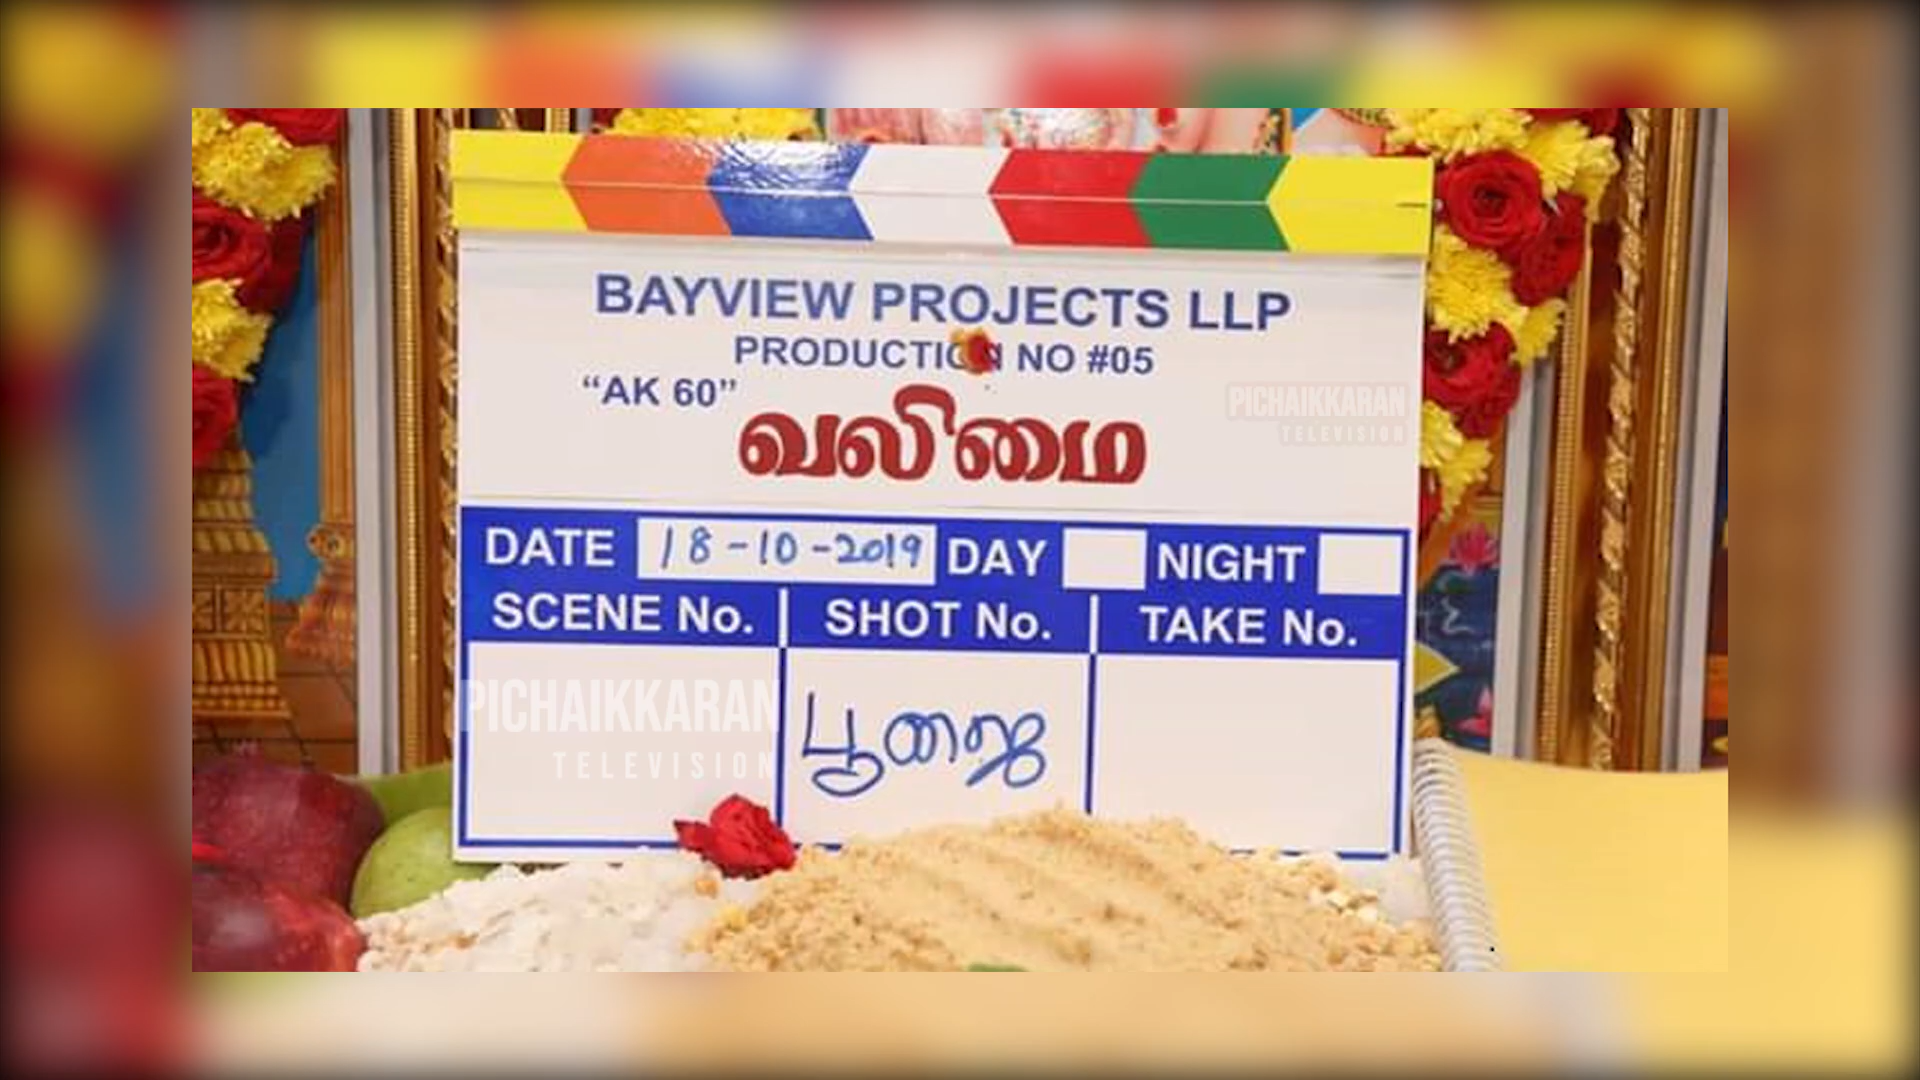 BAYVIEW PROJECTS LLP
PRODUCTION NO #05
“AK 60”
வலிமை
PICHAIKKARAN
TELEVISION
DATE 18-10-2019 DAY NIGHT
SCENE No. SHOT No. TAKE No.
PICHAIKKARAN
TELEVISION
பூஜை